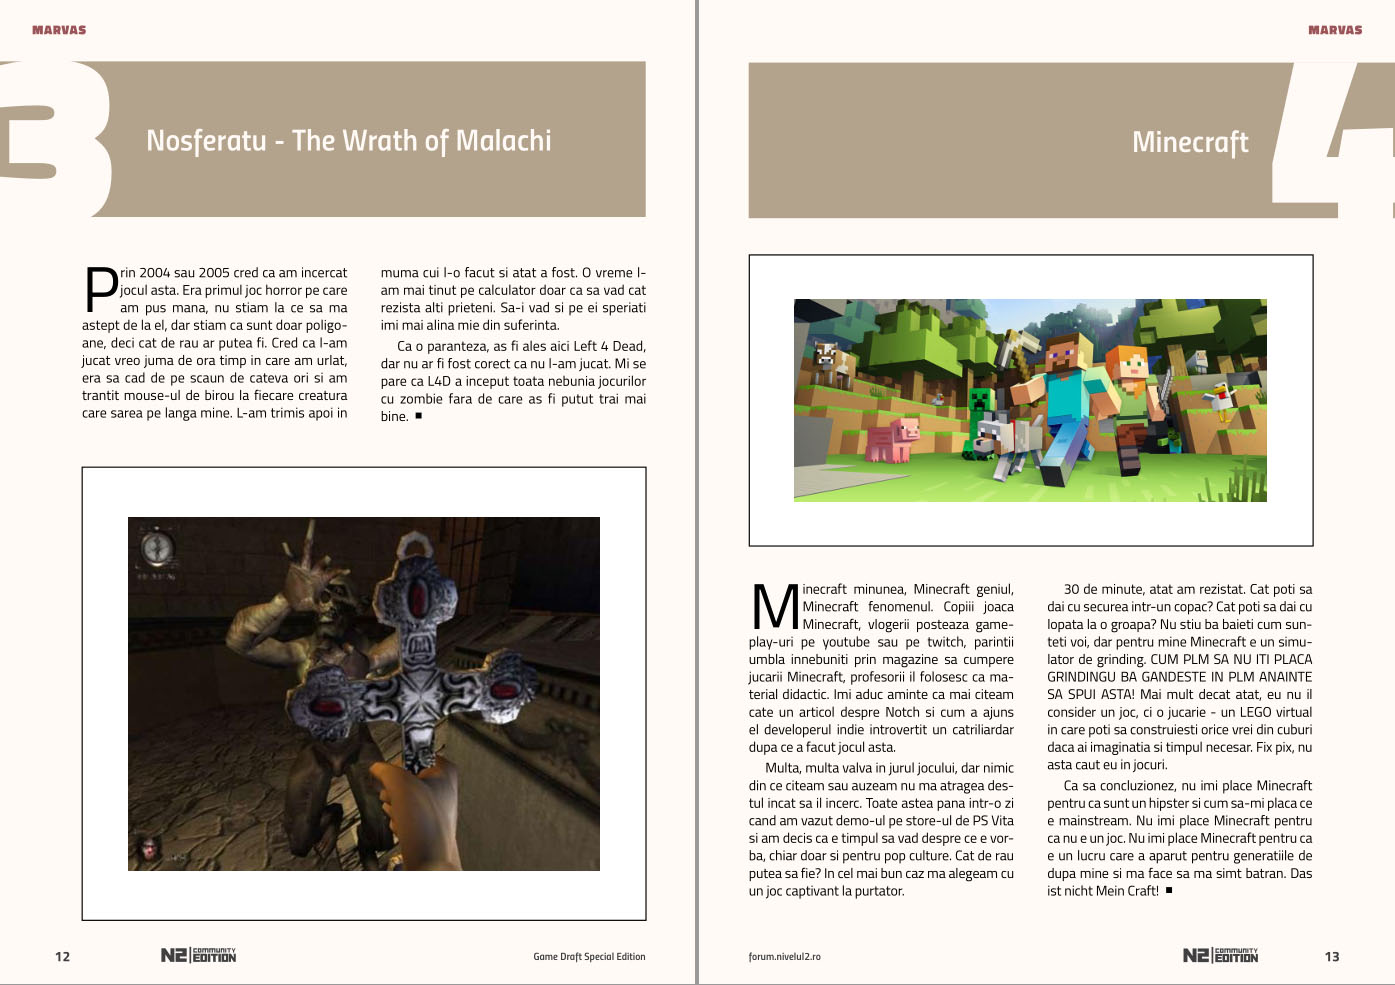 MARVAS
3
Nosferatu - The Wrath of Malachi
Prin 2004 sau 2005 cred ca am incercat
jocul asta. Era primul joc horror pe care
am pus mana, nu stiam la ce sa ma
astept de la el, dar stiam ca sunt doar poligo-
ane, deci cat de rau ar putea fi. Cred ca l-am
jucat vreo juma de ora timp in care am urlat,
era sa cad de pe scaun de cateva ori si am
trantit mouse-ul de birou la fiecare creatura
care sarea pe langa mine. L-am trimis apoi in
muma cui l-o facut si atat a fost. O vreme l-
am mai tinut pe calculator doar ca sa vad cat
rezista alti prieteni. Sa-i vad si pe ei speriati
imi mai alina mie din suferinta.
Ca o paranteza, as fi ales aici Left 4 Dead,
dar nu ar fi fost corect ca nu l-am jucat. Mi se
pare ca L4D a inceput toata nebunia jocurilor
cu zombie fara de care as fi putut trai mai
bine. ■
12
N2 COMMUNITY EDITION
Game Draft Special Edition
MARVAS
4
Minecraft
Minecraft minunea, Minecraft geniul,
Minecraft fenomenul. Copiii joaca
Minecraft, vlogerii posteaza game-
play-uri pe youtube sau pe twitch, parintii
umbla innebuniti prin magazine sa cumpere
jucarii Minecraft, profesorii il folosesc ca ma-
terial didactic. Imi aduc aminte ca mai citeam
cate un articol despre Notch si cum a ajuns
el developerul indie introvertit un catriliardar
dupa ce a facut jocul asta.
Multa, multa valva in jurul jocului, dar nimic
din ce citeam sau auzeam nu ma atragea des-
tul incat sa il incerc. Toate astea pana intr-o zi
cand am vazut demo-ul pe store-ul de PS Vita
si am decis ca e timpul sa vad despre ce e vor-
ba, chiar doar si pentru pop culture. Cat de rau
putea sa fie? In cel mai bun caz ma alegeam cu
un joc captivant la purtator.
30 de minute, atat am rezistat. Cat poti sa
dai cu securea intr-un copac? Cat poti sa dai cu
lopata la o groapa? Nu stiu ba baieti cum sun-
teti voi, dar pentru mine Minecraft e un simu-
lator de grinding. CUM PLM SA NU ITI PLACA
GRINDINGU BA GANDESTE IN PLM ANAINTE
SA SPUI ASTA! Mai mult decat atat, eu nu il
consider un joc, ci o jucarie - un LEGO virtual
in care poti sa construiesti orice vrei din cuburi
daca ai imaginatia si timpul necesar. Fix pix, nu
asta caut eu in jocuri.
Ca sa concluzionez, nu imi place Minecraft
pentru ca sunt un hipster si cum sa-mi placa ce
e mainstream. Nu imi place Minecraft pentru
ca nu e un joc. Nu imi place Minecraft pentru ca
e un lucru care a aparut pentru generatiile de
dupa mine si ma face sa ma simt batran. Das
ist nicht Mein Craft! ■
forum.nivelul2.ro
N2 COMMUNITY EDITION
13